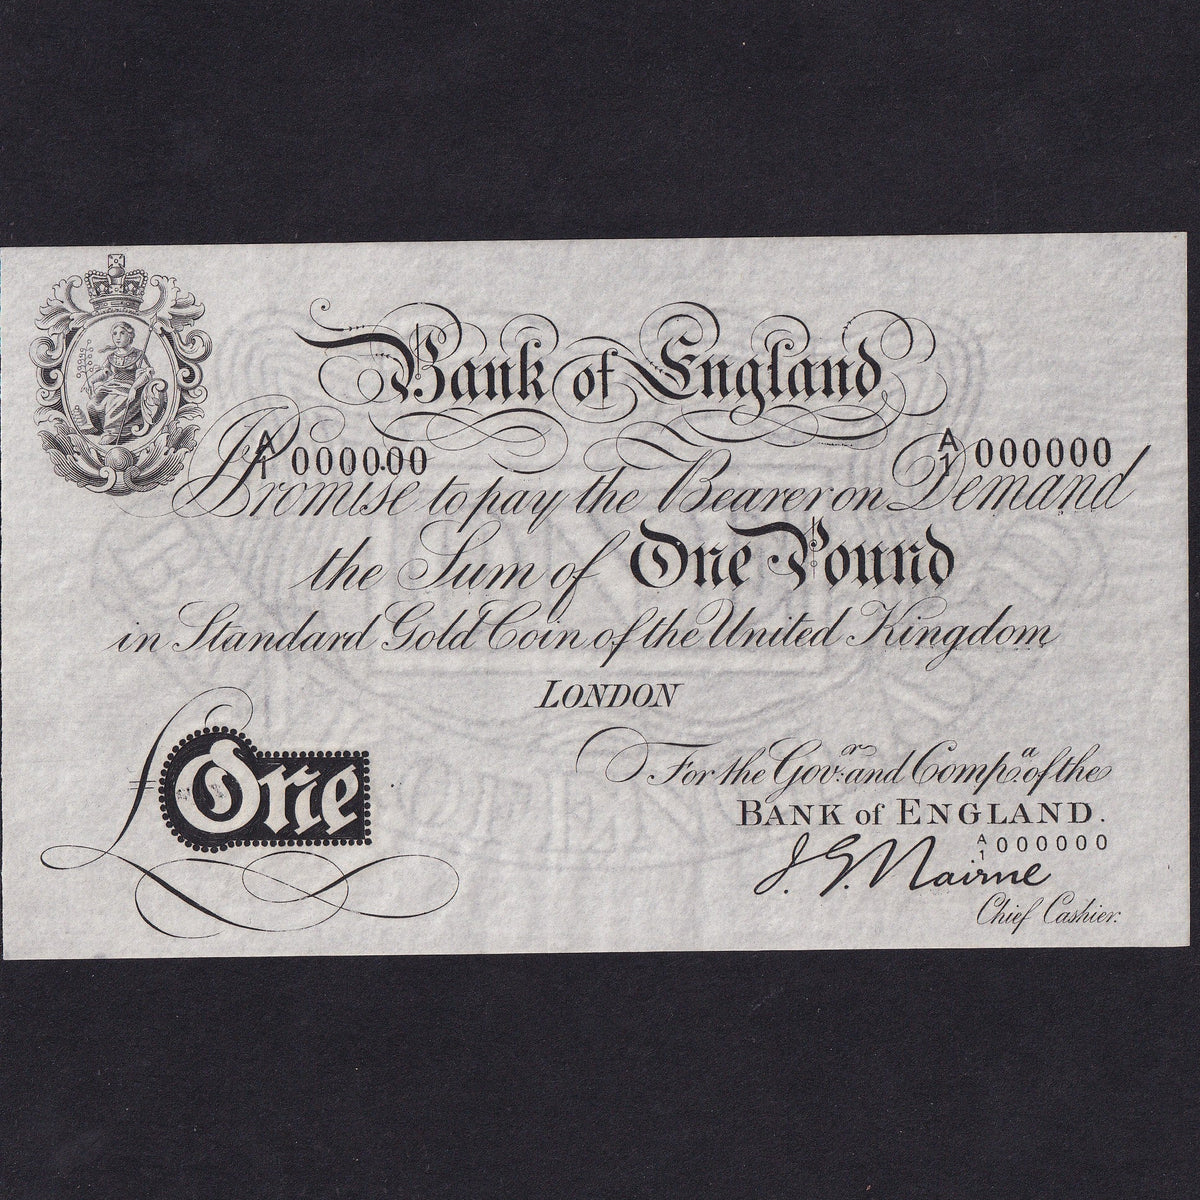 Bank of England
A/1 000000 A/1 000000
Promise to pay the Bearer on Demand
the Sum of One Pound
in Standard Gold Coin of the United Kingdom
LONDON
£One
For the Govr. and Compa. of the
BANK of ENGLAND.
A/1 000000
J. G. Nairne
Chief Cashier.